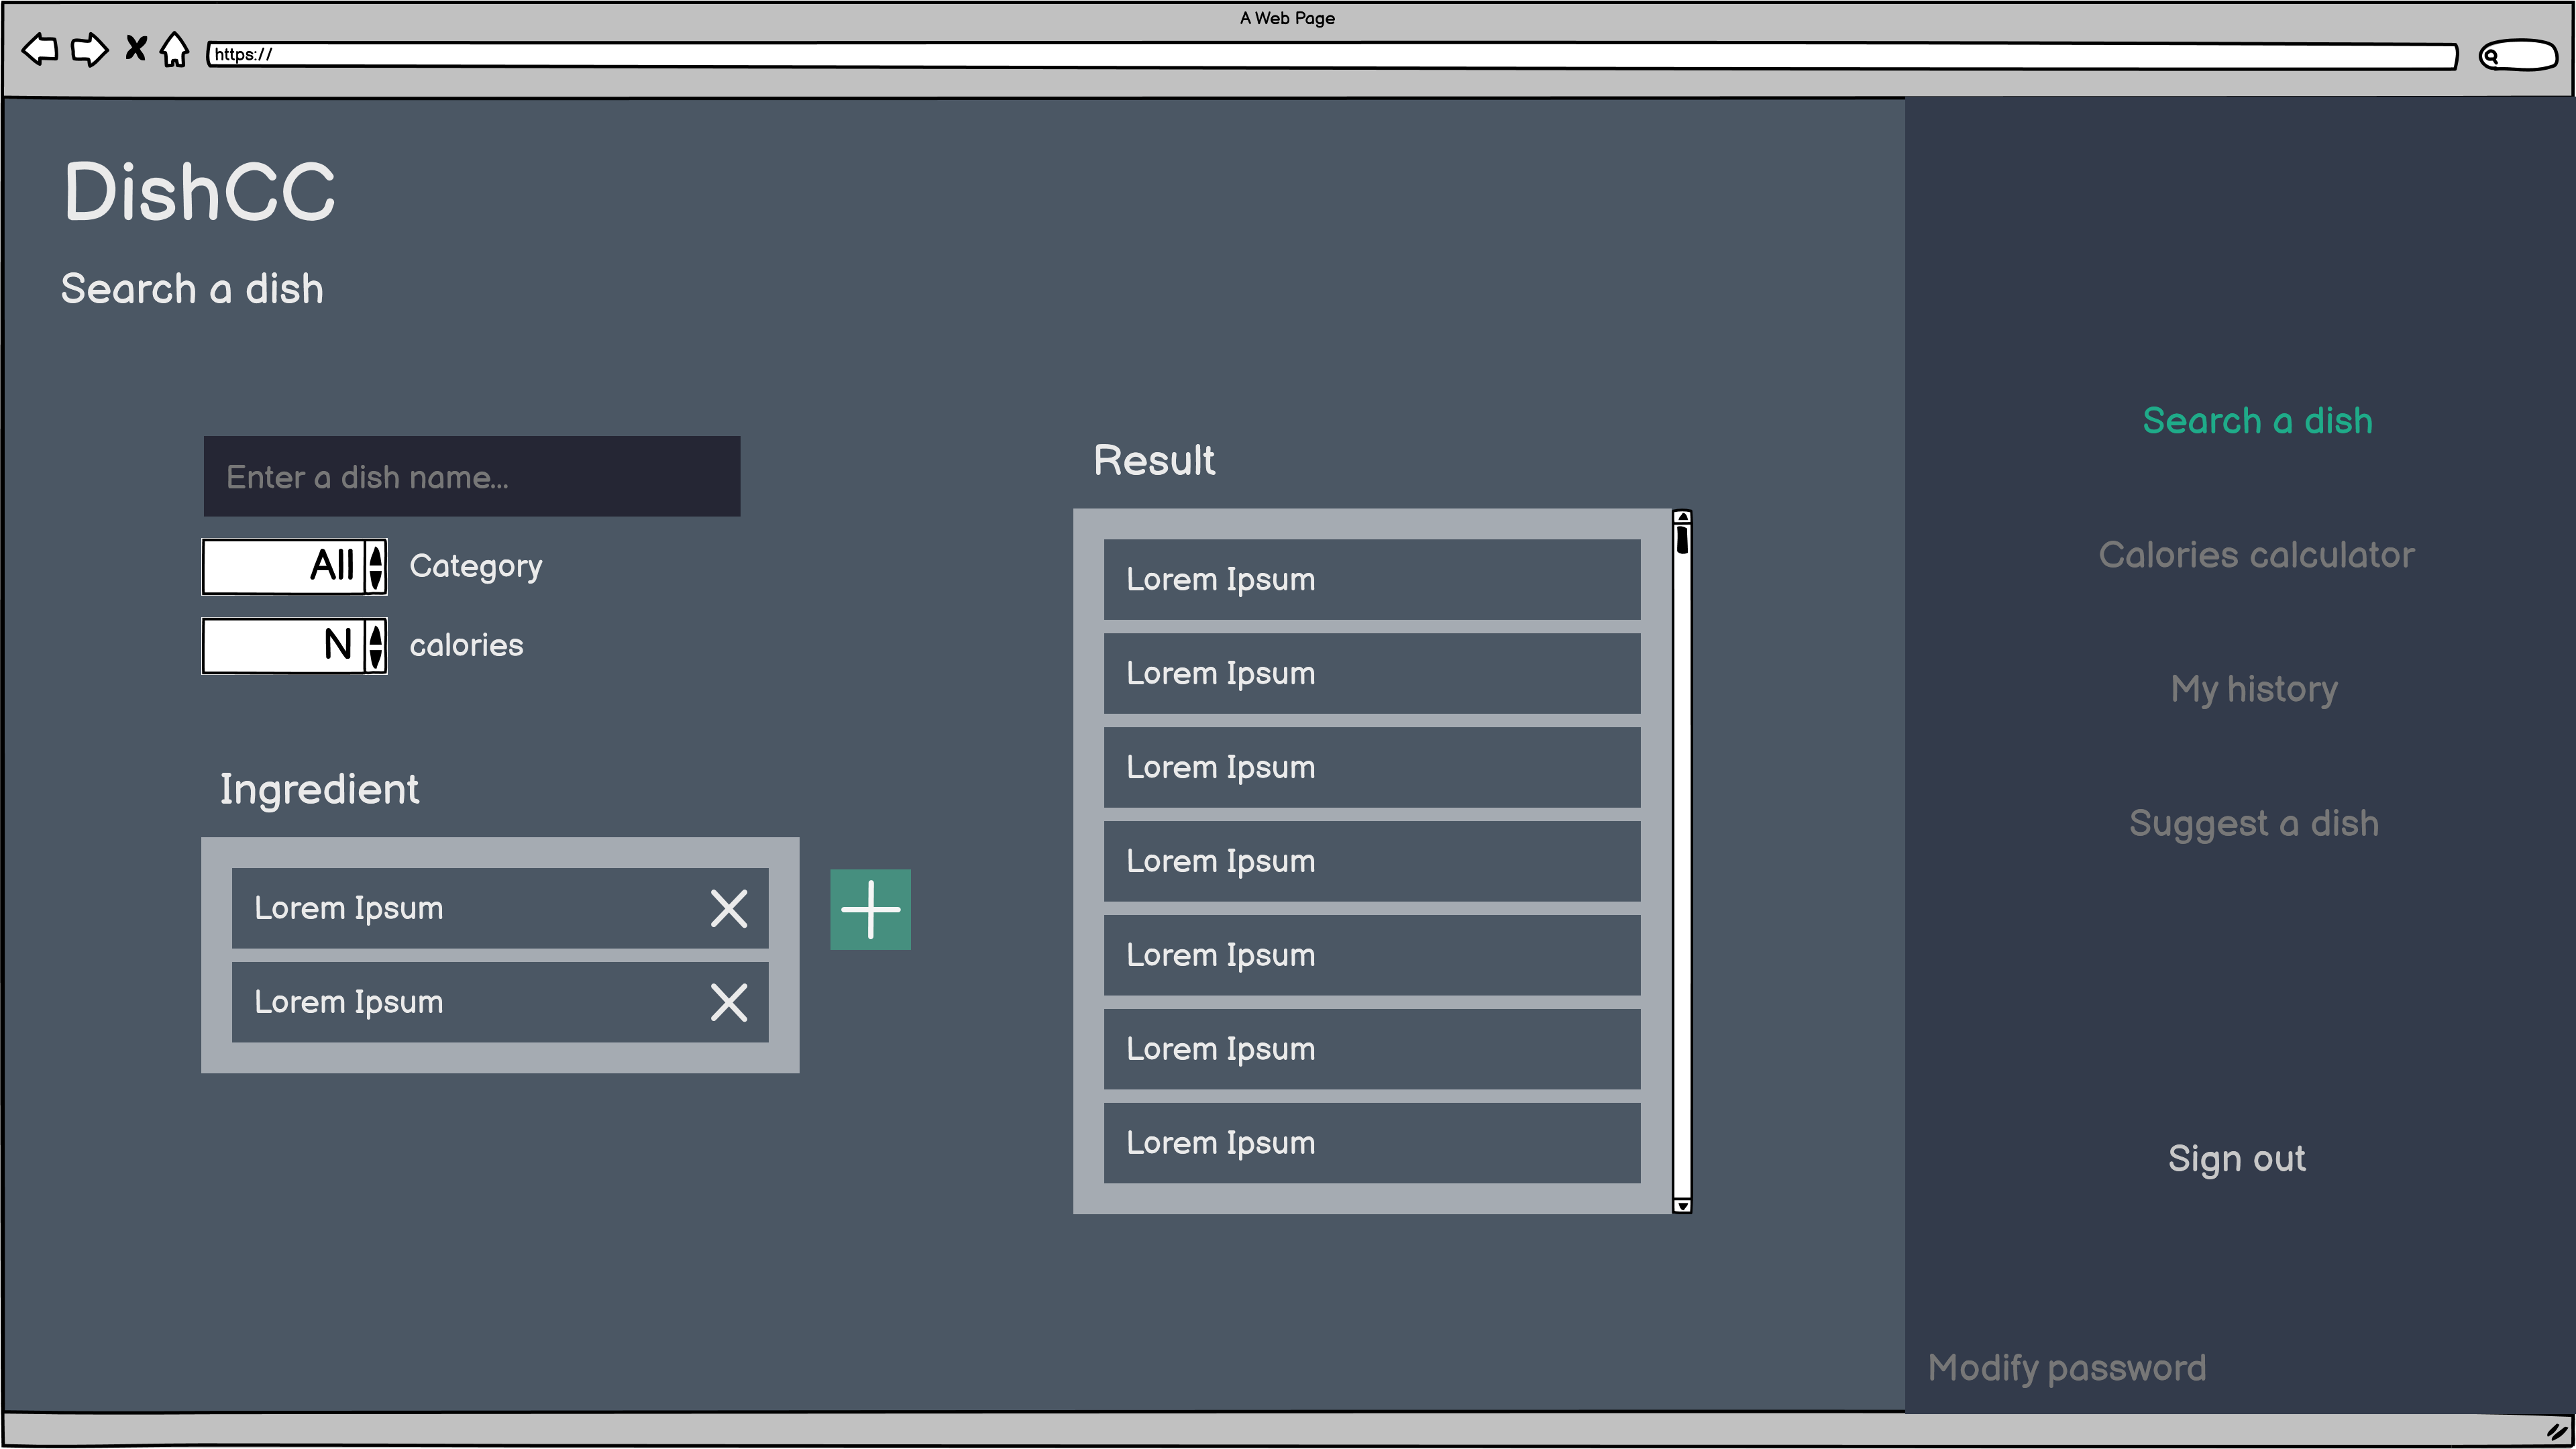 A Web Page
https://
DishCC
Search a dish
Enter a dish name...
All
Category
N
calories
Ingredient
Lorem Ipsum
Lorem Ipsum
Result
Lorem Ipsum
Lorem Ipsum
Lorem Ipsum
Lorem Ipsum
Lorem Ipsum
Lorem Ipsum
Lorem Ipsum
Search a dish
Calories calculator
My history
Suggest a dish
Sign out
Modify password